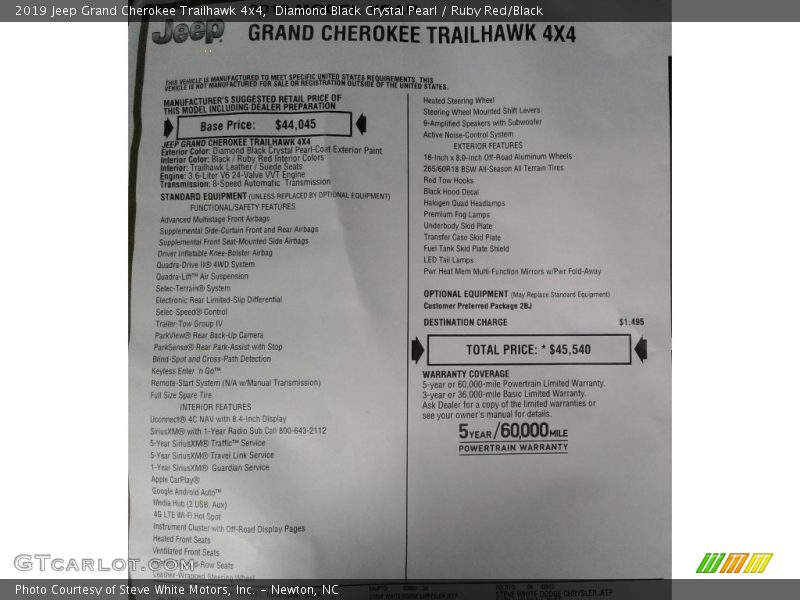 2019 Jeep Grand Cherokee Trailhawk 4x4, Diamond Black Crystal Pearl / Ruby Red/Black
Jeep
GRAND CHEROKEE TRAILHAWK 4X4
THIS VEHICLE IS MANUFACTURED TO MEET SPECIFIC UNITED STATES REQUIREMENTS. THIS
VEHICLE IS NOT MANUFACTURED FOR SALE OR REGISTRATION OUTSIDE OF THE UNITED STATES.
MANUFACTURER'S SUGGESTED RETAIL PRICE OF
THIS MODEL INCLUDING DEALER PREPARATION
Base Price: $44,045
JEEP GRAND CHEROKEE TRAILHAWK 4X4
Exterior Color: Diamond Black Crystal Pearl-Coat Exterior Paint
Interior Color: Black / Ruby Red Interior Colors
Interior: Trailhawk Leather / Suede Seats
Engine: 3.6-Liter V6 24-Valve VVT Engine
Transmission: 8-Speed Automatic Transmission
STANDARD EQUIPMENT (UNLESS REPLACED BY OPTIONAL EQUIPMENT)
FUNCTIONAL/SAFETY FEATURES
Advanced Multistage Front Airbags
Supplemental Side-Curtain Front and Rear Airbags
Supplemental Front Seat-Mounted Side Airbags
Driver Inflatable Knee-Bolster Airbag
Quadra-Drive II® 4WD System
Quadra-Lift™ Air Suspension
Selec-Terrain® System
Electronic Rear Limited-Slip Differential
Selec-Speed® Control
Trailer-Tow Group IV
ParkView® Rear Back-Up Camera
ParkSense® Rear Park-Assist with Stop
Blind-Spot and Cross-Path Detection
Keyless Enter 'n Go™
Remote-Start System (N/A w/Manual Transmission)
Full Size Spare Tire
INTERIOR FEATURES
Uconnect® 4C NAV with 8.4-Inch Display
SiriusXM® with 1-Year Radio Sub Call 800-643-2112
5-Year SiriusXM® Traffic™ Service
5-Year SiriusXM® Travel Link Service
1-Year SiriusXM® Guardian Service
Apple CarPlay®
Google Android Auto™
Media Hub (2 USB, Aux)
4G LTE Wi-Fi Hot Spot
Instrument Cluster with Off-Road Display Pages
Heated Front Seats
Ventilated Front Seats
-Row Seats
Leather-Wrapped Steering Wheel
Heated Steering Wheel
Steering Wheel Mounted Shift Levers
9-Amplified Speakers with Subwoofer
Active Noise-Control System
EXTERIOR FEATURES
18-Inch x 8.0-Inch Off-Road Aluminum Wheels
265/60R18 BSW All-Season All Terrain Tires
Red Tow Hooks
Black Hood Decal
Halogen Quad Headlamps
Premium Fog Lamps
Underbody Skid Plate
Transfer Case Skid Plate
Fuel Tank Skid Plate Shield
LED Tail Lamps
Pwr Heat Mem Multi-Function Mirrors w/Pwr Fold-Away
OPTIONAL EQUIPMENT (May Replace Standard Equipment)
Customer Preferred Package 2BJ
DESTINATION CHARGE $1,495
TOTAL PRICE: * $45,540
WARRANTY COVERAGE
5-year or 60,000-mile Powertrain Limited Warranty.
3-year or 36,000-mile Basic Limited Warranty.
Ask Dealer for a copy of the limited warranties or
see your owner's manual for details.
5YEAR/60,000MILE
POWERTRAIN WARRANTY
GTCARLOT.COM
STEVE WHITE DODGE CHRYSLER JEEP
STEVE WHITE DODGE CHRYSLER JEEP
Photo Courtesy of Steve White Motors, Inc. - Newton, NC